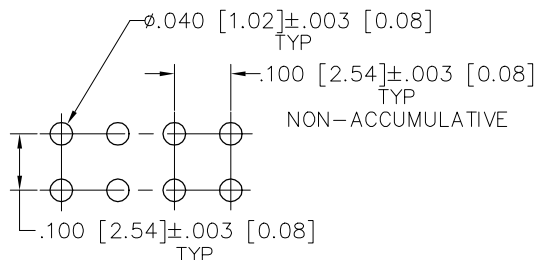 ⌀.040 [1.02]±.003 [0.08]
TYP
.100 [2.54]±.003 [0.08]
TYP
NON-ACCUMULATIVE
.100 [2.54]±.003 [0.08]
TYP